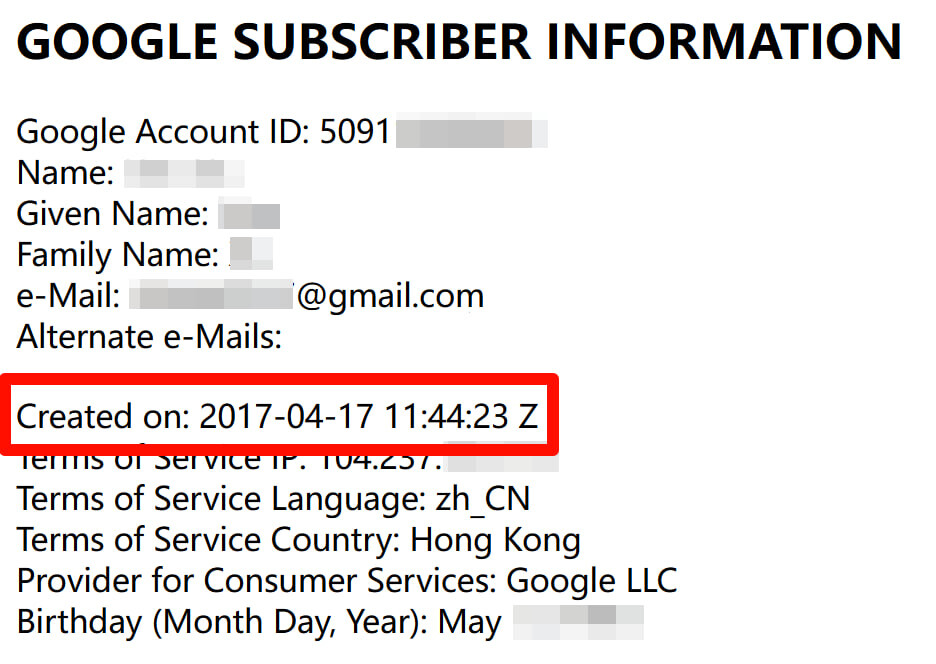 GOOGLE SUBSCRIBER INFORMATION
Google Account ID: 5091
Name:
Given Name:
Family Name:
e-Mail: @gmail.com
Alternate e-Mails:
Created on: 2017-04-17 11:44:23 Z
Terms of Service IP: 104.237.
Terms of Service Language: zh_CN
Terms of Service Country: Hong Kong
Provider for Consumer Services: Google LLC
Birthday (Month Day, Year): May